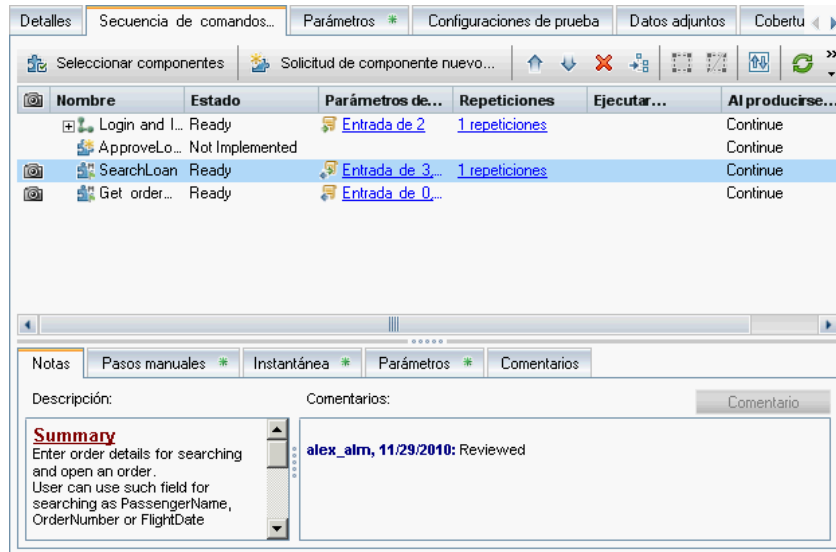 Detalles Secuencia de comandos... Parámetros * Configuraciones de prueba Datos adjuntos Cobertu
Seleccionar componentes Solicitud de componente nuevo... »
Nombre Estado Parámetros de... Repeticiones Ejecutar... Al producirse...
Login and I... Ready Entrada de 2 1 repeticiones Continue
ApproveLo... Not Implemented Continue
SearchLoan Ready Entrada de 3,... 1 repeticiones Continue
Get order... Ready Entrada de 0,... Continue
Notas Pasos manuales * Instantánea * Parámetros * Comentarios
Descripción: Comentarios: Comentario
Summary
Enter order details for searching
and open an order.
User can use such field for
searching as PassengerName,
OrderNumber or FlightDate
alex_alm, 11/29/2010: Reviewed